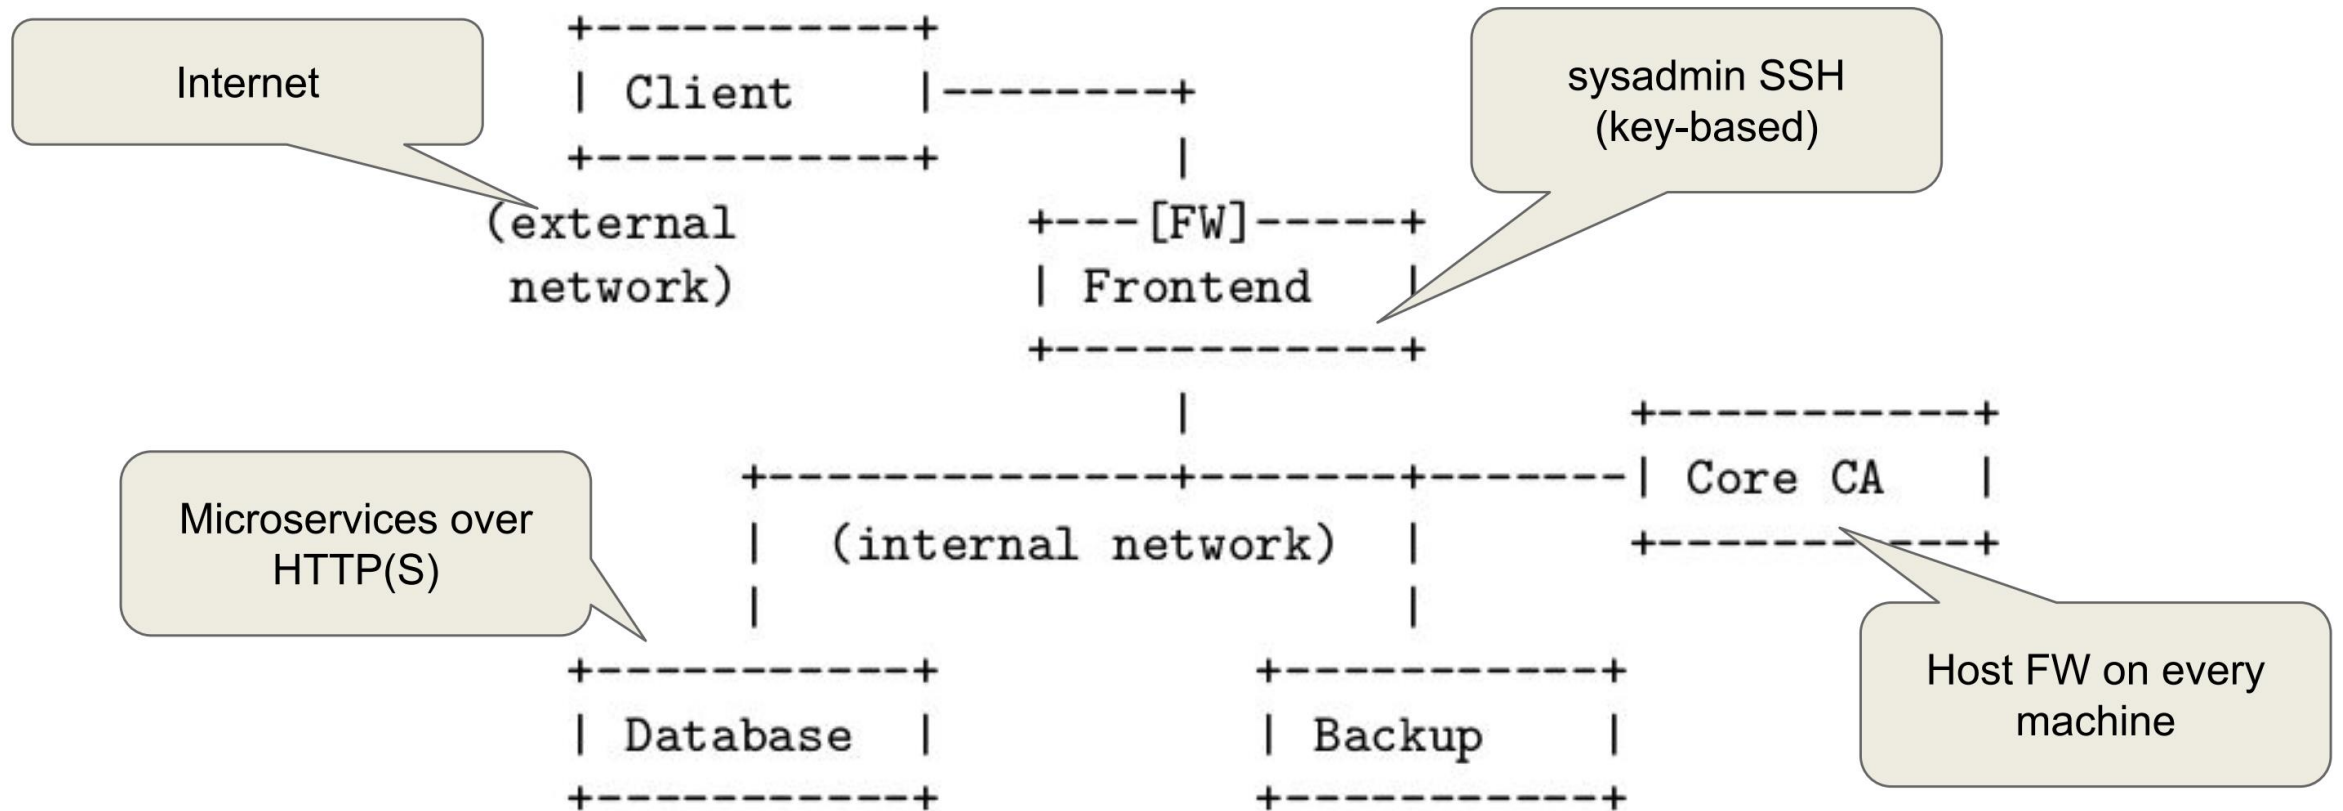 Internet
sysadmin SSH
(key-based)
+------------+
| Client     |--------+
+------------+        |
(external
network)
+---[FW]-----+
| Frontend   |
+------------+
|
+---------------+--------+-------| Core CA   |
+------------+
| (internal network) |
+------------+
|                    |
Microservices over
HTTP(S)
Host FW on every
machine
+------------+
| Database   |
+------------+
+------------+
| Backup     |
+------------+